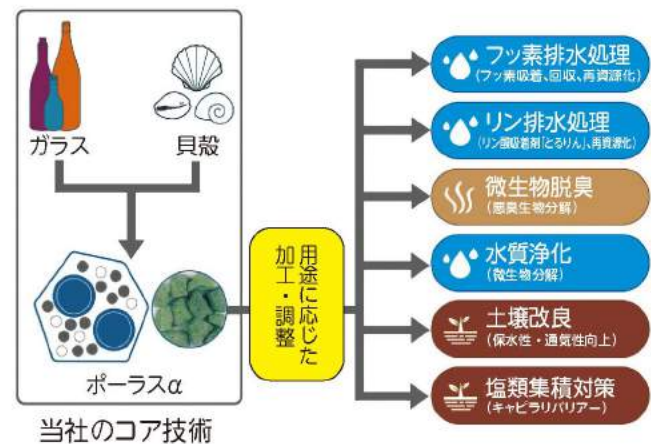 ガラス
貝殻
ポーラスα
当社のコア技術
用途に応じた
加工・調整
フッ素排水処理
(フッ素吸着、回収、再資源化)
リン排水処理
(リン酸吸着剤「とるりん」、再資源化)
微生物脱臭
(悪臭生物分解)
水質浄化
(微生物分解)
土壌改良
(保水性・通気性向上)
塩類集積対策
(キャピラリバリアー)